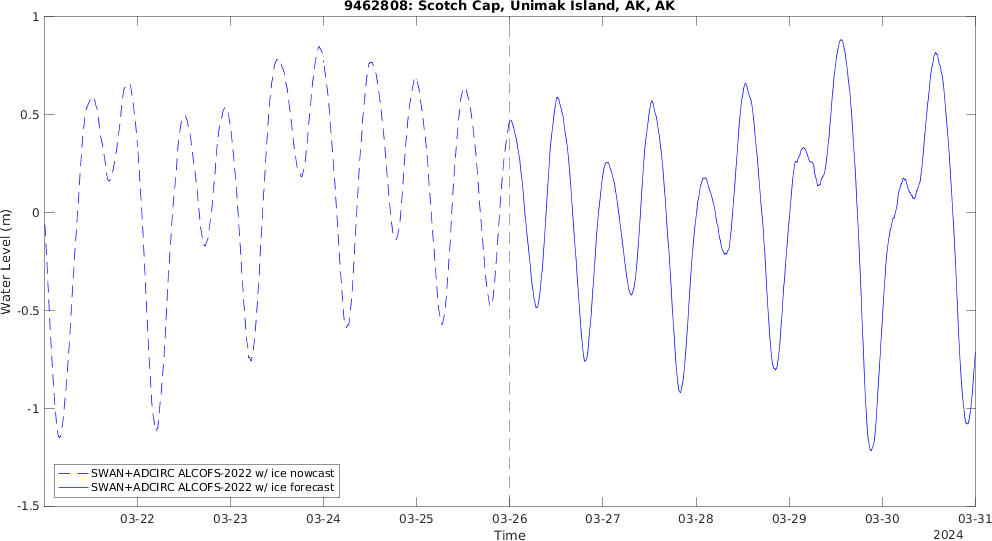 9462808: Scotch Cap, Unimak Island, AK, AK
1
0.5
0
-0.5
-1
-1.5
Water Level (m)
SWAN+ADCIRC ALCOFS-2022 w/ ice nowcast
SWAN+ADCIRC ALCOFS-2022 w/ ice forecast
03-22 03-23 03-24 03-25 03-26 03-27 03-28 03-29 03-30 03-31
Time
2024